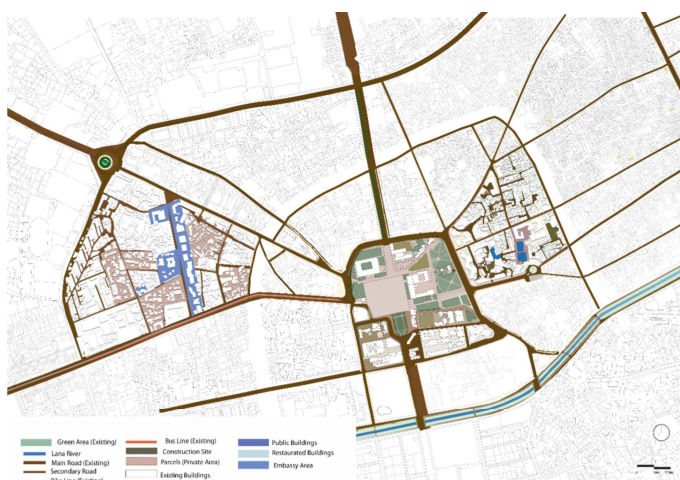 Green Area (Existing)
Lana River
Main Road (Existing)
Secondary Road
Bus Line (Existing)
Construction Site
Parcels (Private Area)
Existing Buildings
Public Buildings
Restaurated Buildings
Embassy Area